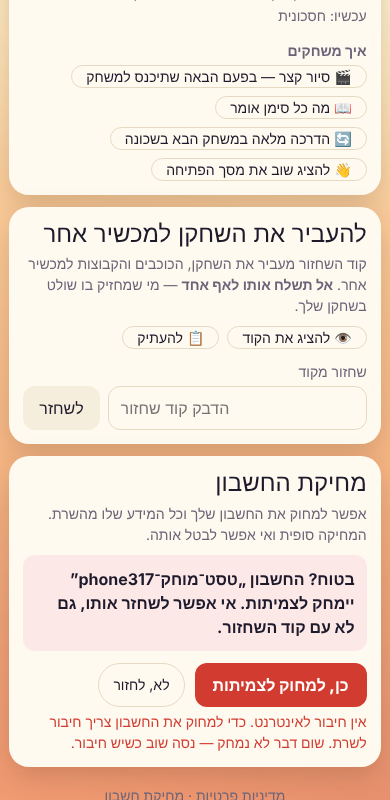 עכשיו: חסכונית
איך משחקים
🎬 סיור קצר — בפעם הבאה שתיכנס למשחק
📖 מה כל סימן אומר
🔄 הדרכה מלאה במשחק הבא בשכונה
👋 להציג שוב את מסך הפתיחה
להעביר את השחקן למכשיר אחר
קוד השחזור מעביר את השחקן, הכוכבים והקבוצות למכשיר
אחר. אל תשלח אותו לאף אחד — מי שמחזיק בו שולט
בשחקן שלך.
👁 להציג את הקוד
📋 להעתיק
שחזור מקוד
הדבק קוד שחזור
לשחזר
מחיקת החשבון
אפשר למחוק את החשבון שלך וכל המידע שלו מהשרת.
המחיקה סופית ואי אפשר לבטל אותה.
בטוח? החשבון „טסט־מוחק־phone317”
יימחק לצמיתות. אי אפשר לשחזר אותו, גם
לא עם קוד השחזור.
כן, למחוק לצמיתות
לא, לחזור
אין חיבור לאינטרנט. כדי למחוק את החשבון צריך חיבור
לשרת. שום דבר לא נמחק — נסה שוב כשיש חיבור.
מדיניות פרטיות · מחיקת חשבון